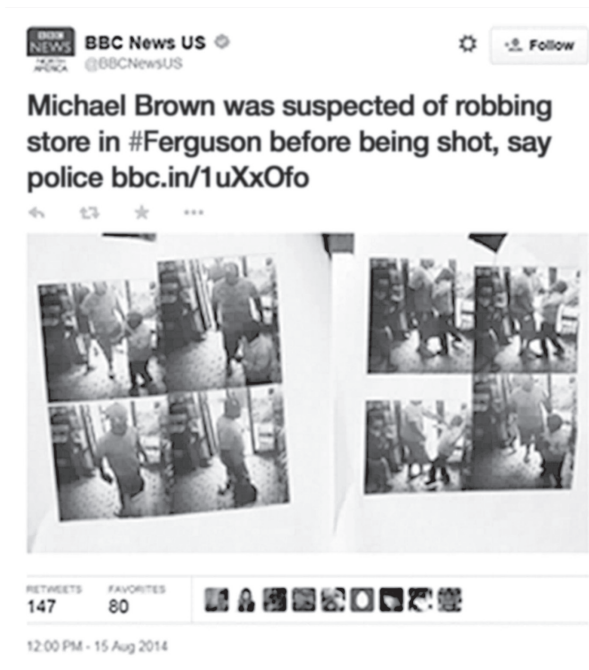 BBC
NEWS
NORTH
AMERICA
BBC News US
@BBCNewsUS
Follow
Michael Brown was suspected of robbing
store in #Ferguson before being shot, say
police bbc.in/1uXxOfo
RETWEETS
147
FAVORITES
80
12:00 PM - 15 Aug 2014